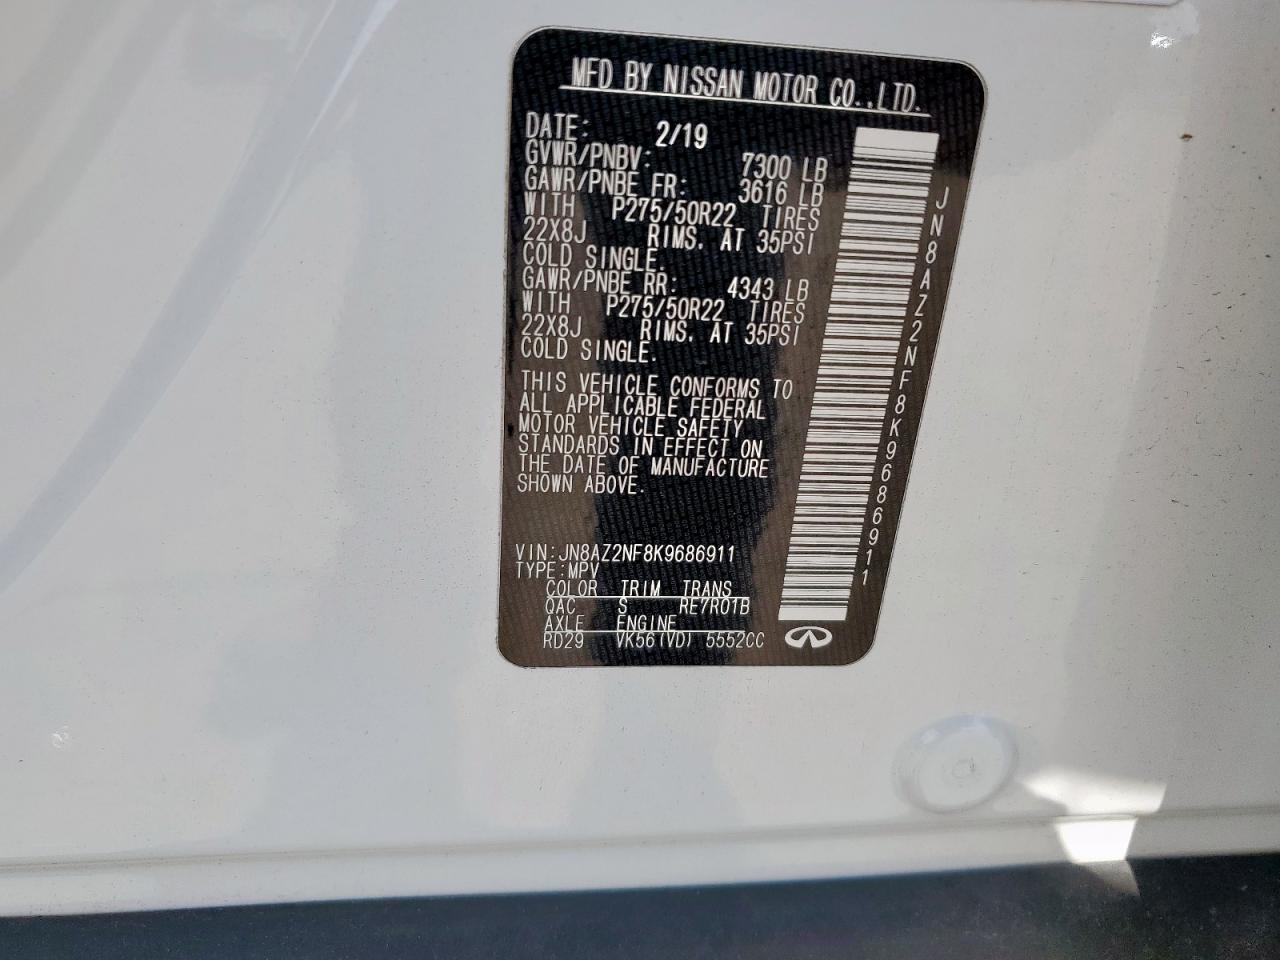 MFD BY NISSAN MOTOR CO.,LTD.
DATE: 2/19
GVWR/PNBV: 7300 LB
GAWR/PNBE FR: 3616 LB
WITH P275/50R22 TIRES
22X8J RIMS. AT 35PSI
COLD SINGLE.
GAWR/PNBE RR: 4343 LB
WITH P275/50R22 TIRES
22X8J RIMS. AT 35PSI
COLD SINGLE.
THIS VEHICLE CONFORMS TO
ALL APPLICABLE FEDERAL
MOTOR VEHICLE SAFETY
STANDARDS IN EFFECT ON
THE DATE OF MANUFACTURE
SHOWN ABOVE.
VIN:JN8AZ2NF8K9686911
TYPE:MPV
COLOR TRIM TRANS
QAC S RE7R01B
AXLE ENGINE
RD29 VK56(VD) 5552CC
JN8AZ2NF8K9686911